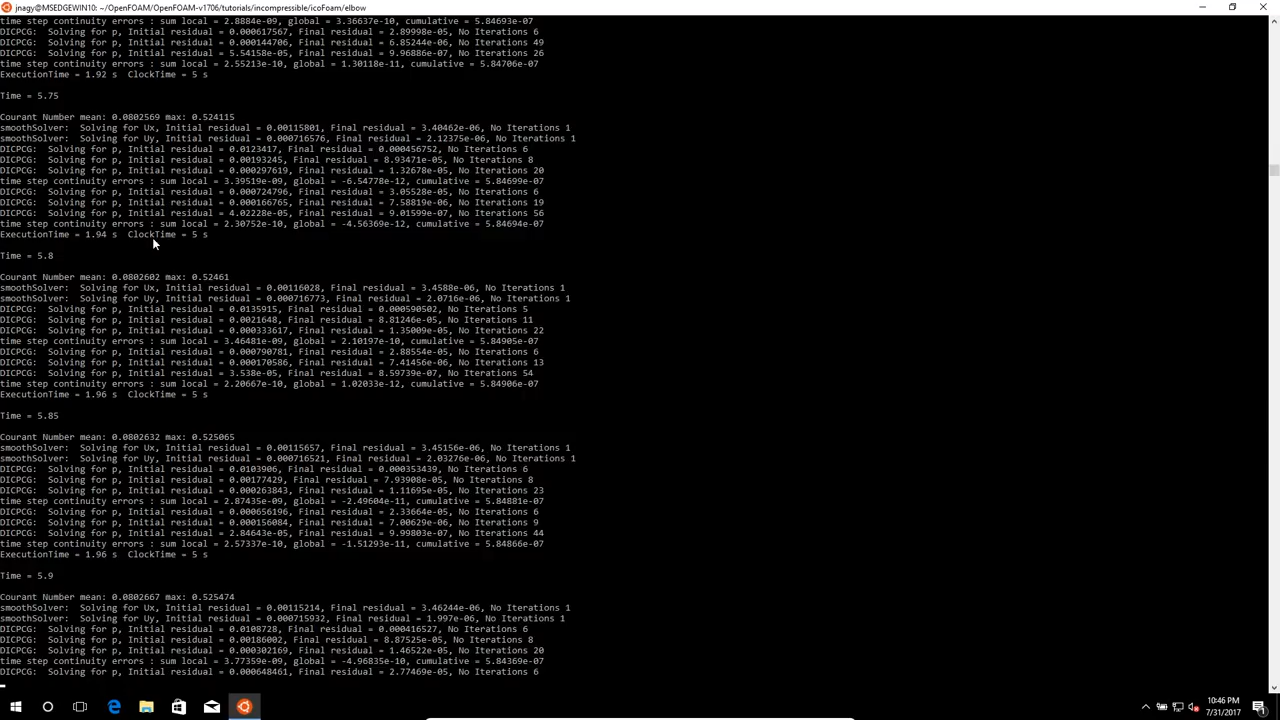 jnagy@MSEDGEWIN10: ~/OpenFOAM/OpenFOAM-v1706/tutorials/incompressible/icoFoam/elbow
time step continuity errors : sum local = 2.8884e-09, global = 3.36637e-10, cumulative = 5.84693e-07
DICPCG:  Solving for p, Initial residual = 0.000617567, Final residual = 2.89998e-05, No Iterations 6
DICPCG:  Solving for p, Initial residual = 0.000144706, Final residual = 6.85244e-06, No Iterations 49
DICPCG:  Solving for p, Initial residual = 5.54158e-05, Final residual = 9.96886e-07, No Iterations 26
time step continuity errors : sum local = 2.55213e-10, global = 1.30118e-11, cumulative = 5.84706e-07
ExecutionTime = 1.92 s  ClockTime = 5 s
Time = 5.75
Courant Number mean: 0.0802569 max: 0.524115
smoothSolver:  Solving for Ux, Initial residual = 0.00115801, Final residual = 3.40462e-06, No Iterations 1
smoothSolver:  Solving for Uy, Initial residual = 0.000716576, Final residual = 2.12375e-06, No Iterations 1
DICPCG:  Solving for p, Initial residual = 0.0123417, Final residual = 0.000456752, No Iterations 6
DICPCG:  Solving for p, Initial residual = 0.00193245, Final residual = 8.93471e-05, No Iterations 8
DICPCG:  Solving for p, Initial residual = 0.000297619, Final residual = 1.32678e-05, No Iterations 20
time step continuity errors : sum local = 3.39519e-09, global = -6.54778e-12, cumulative = 5.84699e-07
DICPCG:  Solving for p, Initial residual = 0.000724796, Final residual = 3.05528e-05, No Iterations 6
DICPCG:  Solving for p, Initial residual = 0.000166765, Final residual = 7.58819e-06, No Iterations 19
DICPCG:  Solving for p, Initial residual = 4.02228e-05, Final residual = 9.01599e-07, No Iterations 56
time step continuity errors : sum local = 2.30752e-10, global = -4.56369e-12, cumulative = 5.84694e-07
ExecutionTime = 1.94 s  ClockTime = 5 s
Time = 5.8
Courant Number mean: 0.0802602 max: 0.52461
smoothSolver:  Solving for Ux, Initial residual = 0.00116028, Final residual = 3.4588e-06, No Iterations 1
smoothSolver:  Solving for Uy, Initial residual = 0.000716773, Final residual = 2.0716e-06, No Iterations 1
DICPCG:  Solving for p, Initial residual = 0.0135915, Final residual = 0.000590502, No Iterations 5
DICPCG:  Solving for p, Initial residual = 0.0021648, Final residual = 8.81246e-05, No Iterations 11
DICPCG:  Solving for p, Initial residual = 0.000333617, Final residual = 1.35009e-05, No Iterations 22
time step continuity errors : sum local = 3.46481e-09, global = 2.10197e-10, cumulative = 5.84905e-07
DICPCG:  Solving for p, Initial residual = 0.000790781, Final residual = 2.88554e-05, No Iterations 6
DICPCG:  Solving for p, Initial residual = 0.000170586, Final residual = 7.41456e-06, No Iterations 13
DICPCG:  Solving for p, Initial residual = 3.538e-05, Final residual = 8.59739e-07, No Iterations 54
time step continuity errors : sum local = 2.20667e-10, global = 1.02033e-12, cumulative = 5.84906e-07
ExecutionTime = 1.96 s  ClockTime = 5 s
Time = 5.85
Courant Number mean: 0.0802632 max: 0.525065
smoothSolver:  Solving for Ux, Initial residual = 0.00115657, Final residual = 3.45156e-06, No Iterations 1
smoothSolver:  Solving for Uy, Initial residual = 0.000716521, Final residual = 2.03276e-06, No Iterations 1
DICPCG:  Solving for p, Initial residual = 0.0103906, Final residual = 0.000353439, No Iterations 6
DICPCG:  Solving for p, Initial residual = 0.00177429, Final residual = 7.93908e-05, No Iterations 8
DICPCG:  Solving for p, Initial residual = 0.000263843, Final residual = 1.11695e-05, No Iterations 23
time step continuity errors : sum local = 2.87435e-09, global = -2.49604e-11, cumulative = 5.84881e-07
DICPCG:  Solving for p, Initial residual = 0.000656196, Final residual = 2.33664e-05, No Iterations 6
DICPCG:  Solving for p, Initial residual = 0.000156084, Final residual = 7.00629e-06, No Iterations 9
DICPCG:  Solving for p, Initial residual = 2.84643e-05, Final residual = 9.99803e-07, No Iterations 44
time step continuity errors : sum local = 2.57337e-10, global = -1.51293e-11, cumulative = 5.84866e-07
ExecutionTime = 1.96 s  ClockTime = 5 s
Time = 5.9
Courant Number mean: 0.0802667 max: 0.525474
smoothSolver:  Solving for Ux, Initial residual = 0.00115214, Final residual = 3.46244e-06, No Iterations 1
smoothSolver:  Solving for Uy, Initial residual = 0.000715932, Final residual = 1.997e-06, No Iterations 1
DICPCG:  Solving for p, Initial residual = 0.0108728, Final residual = 0.000416527, No Iterations 6
DICPCG:  Solving for p, Initial residual = 0.00186002, Final residual = 8.87525e-05, No Iterations 8
DICPCG:  Solving for p, Initial residual = 0.000302169, Final residual = 1.46522e-05, No Iterations 20
time step continuity errors : sum local = 3.77359e-09, global = -4.96835e-10, cumulative = 5.84369e-07
DICPCG:  Solving for p, Initial residual = 0.000648461, Final residual = 2.77469e-05, No Iterations 6
10:46 PM
7/31/2017